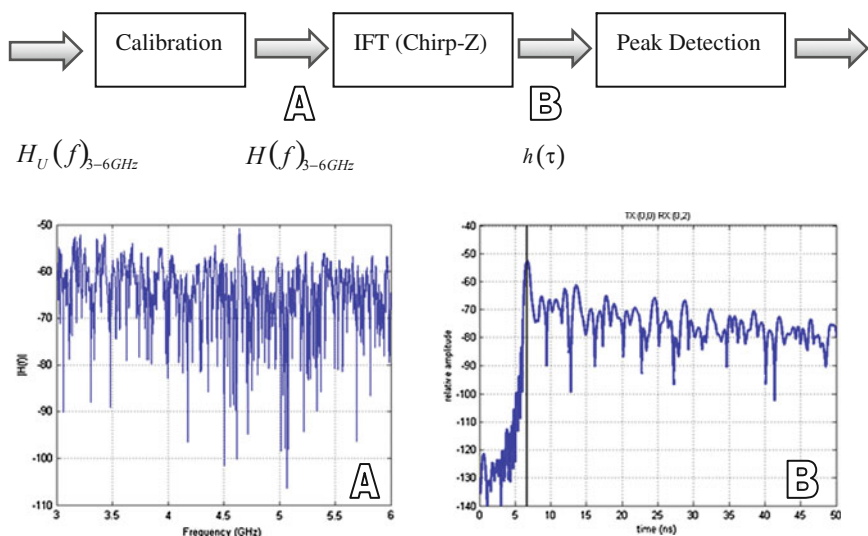 Calibration
IFT (Chirp-Z)
Peak Detection
A
B
H_U(f)_{3-6GHz}
H(f)_{3-6GHz}
h(τ)
-50
-60
-70
-80
-90
-100
-110
|H(f)|
3
3.5
4
4.5
5
5.5
6
Frequency (GHz)
A
TX:(0,0) RX:(0,2)
-40
-50
-60
-70
-80
-90
-100
-110
-120
-130
-140
relative amplitude
0
5
10
15
20
25
30
35
40
45
50
time (ns)
B